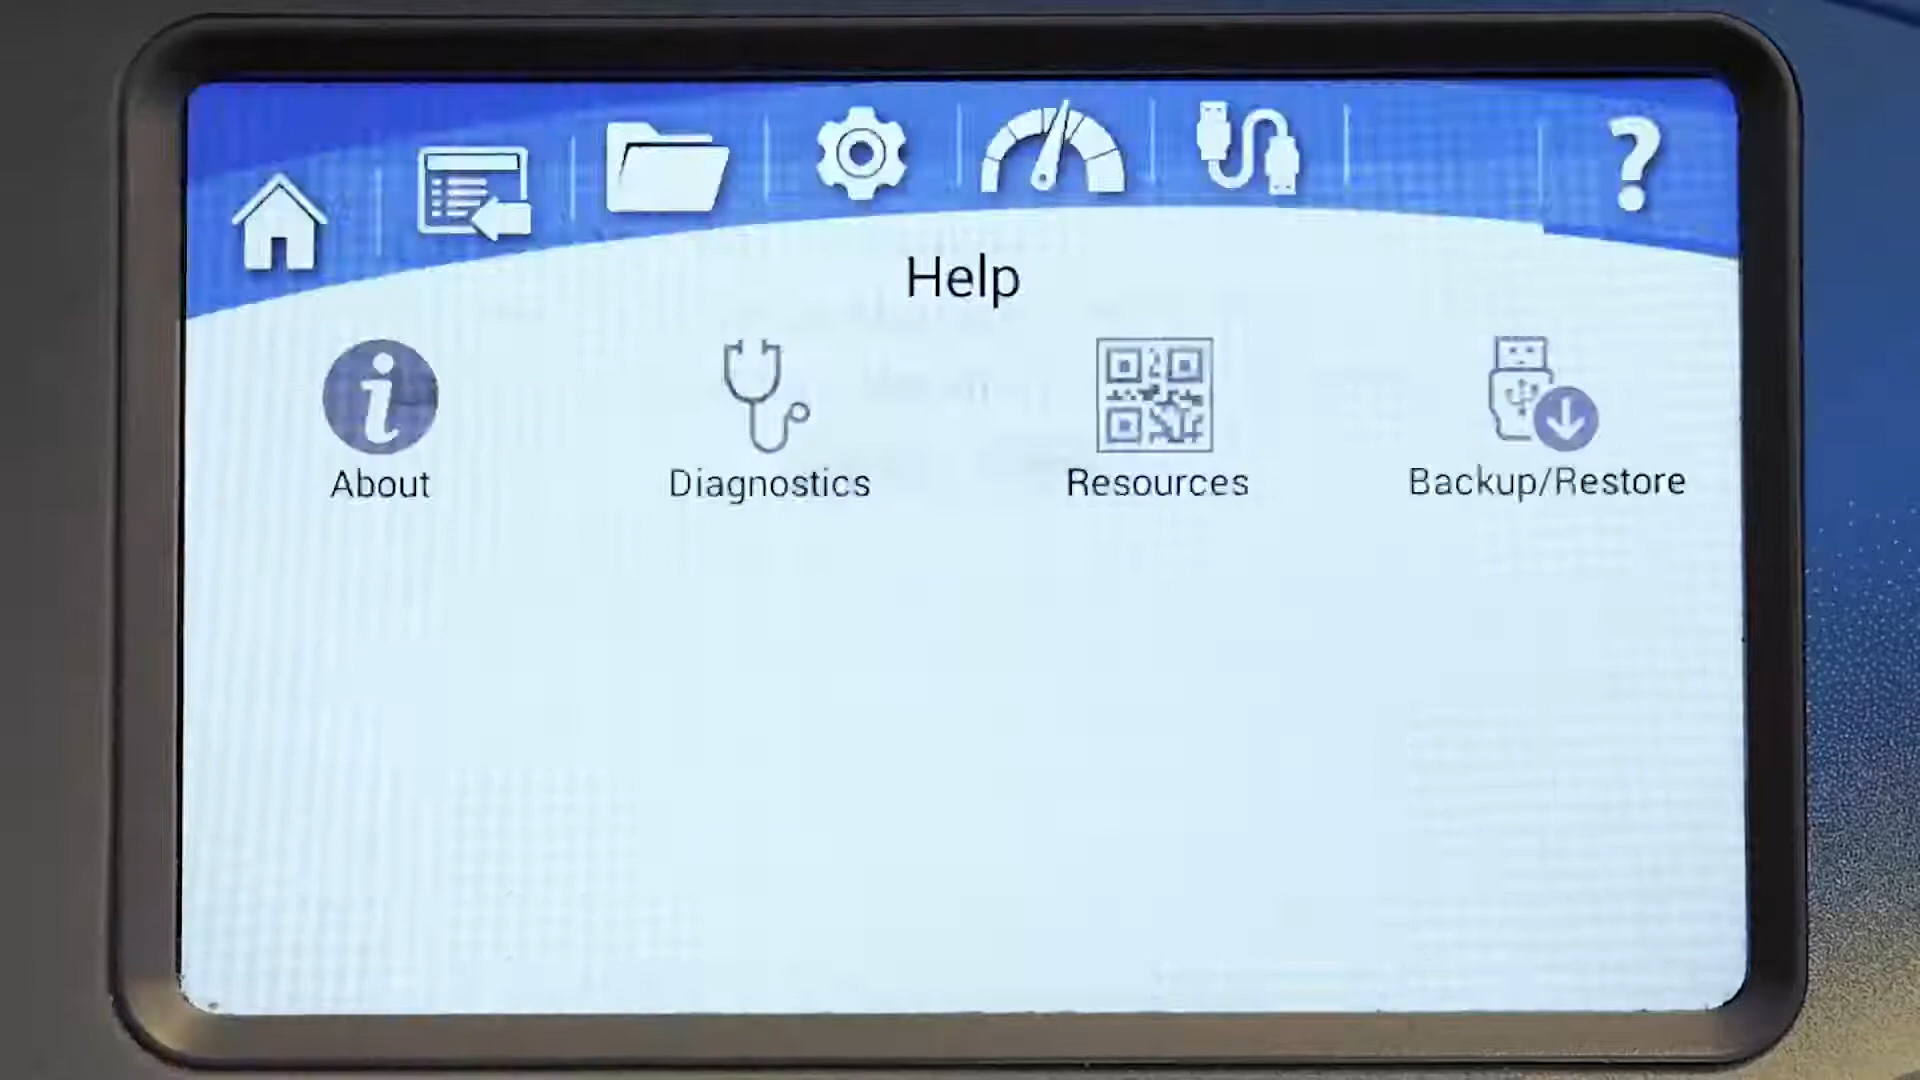 Help
About
Diagnostics
Resources
Backup/Restore